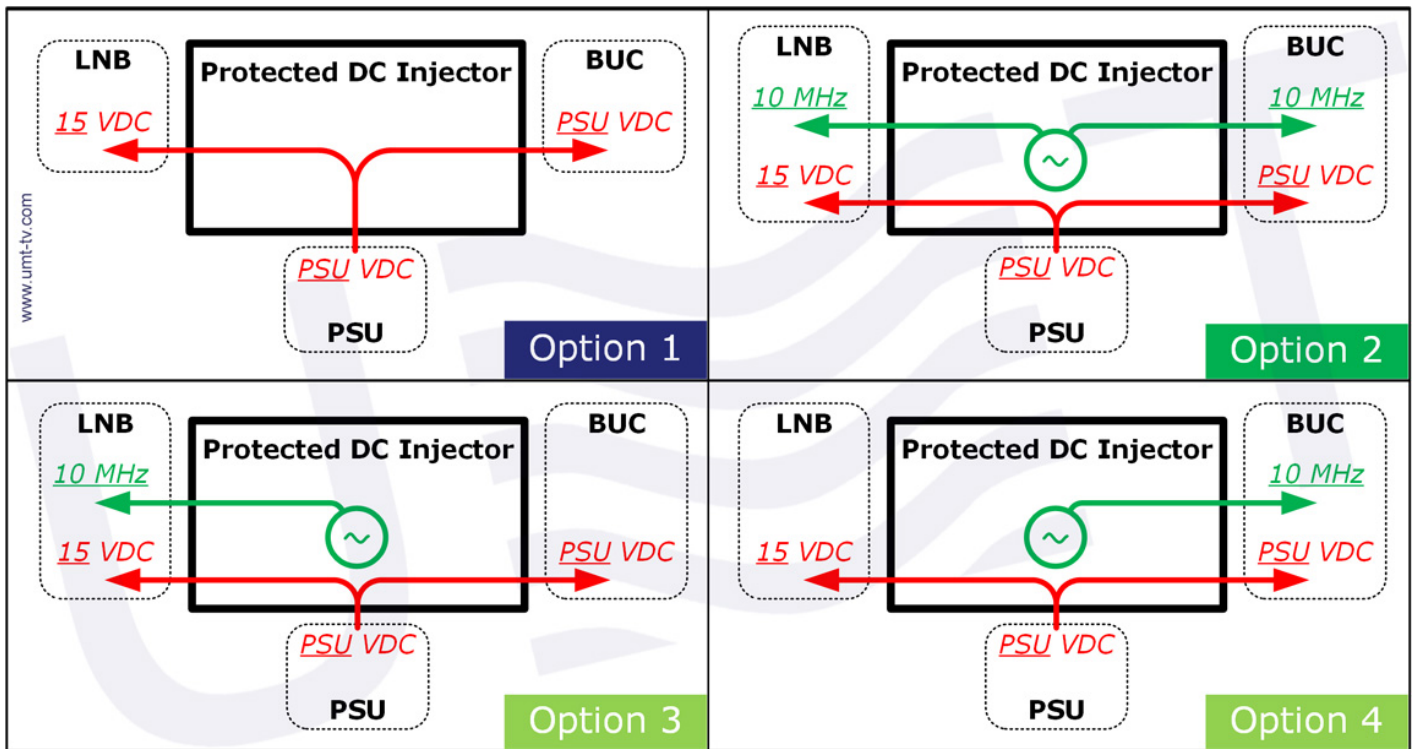 www.umt-tv.com
LNB
Protected DC Injector
BUC
15 VDC
PSU VDC
PSU VDC
PSU
Option 1
LNB
Protected DC Injector
BUC
10 MHz
10 MHz
15 VDC
PSU VDC
PSU VDC
PSU
Option 2
LNB
Protected DC Injector
BUC
10 MHz
15 VDC
PSU VDC
PSU VDC
PSU
Option 3
LNB
Protected DC Injector
BUC
10 MHz
15 VDC
PSU VDC
PSU VDC
PSU
Option 4